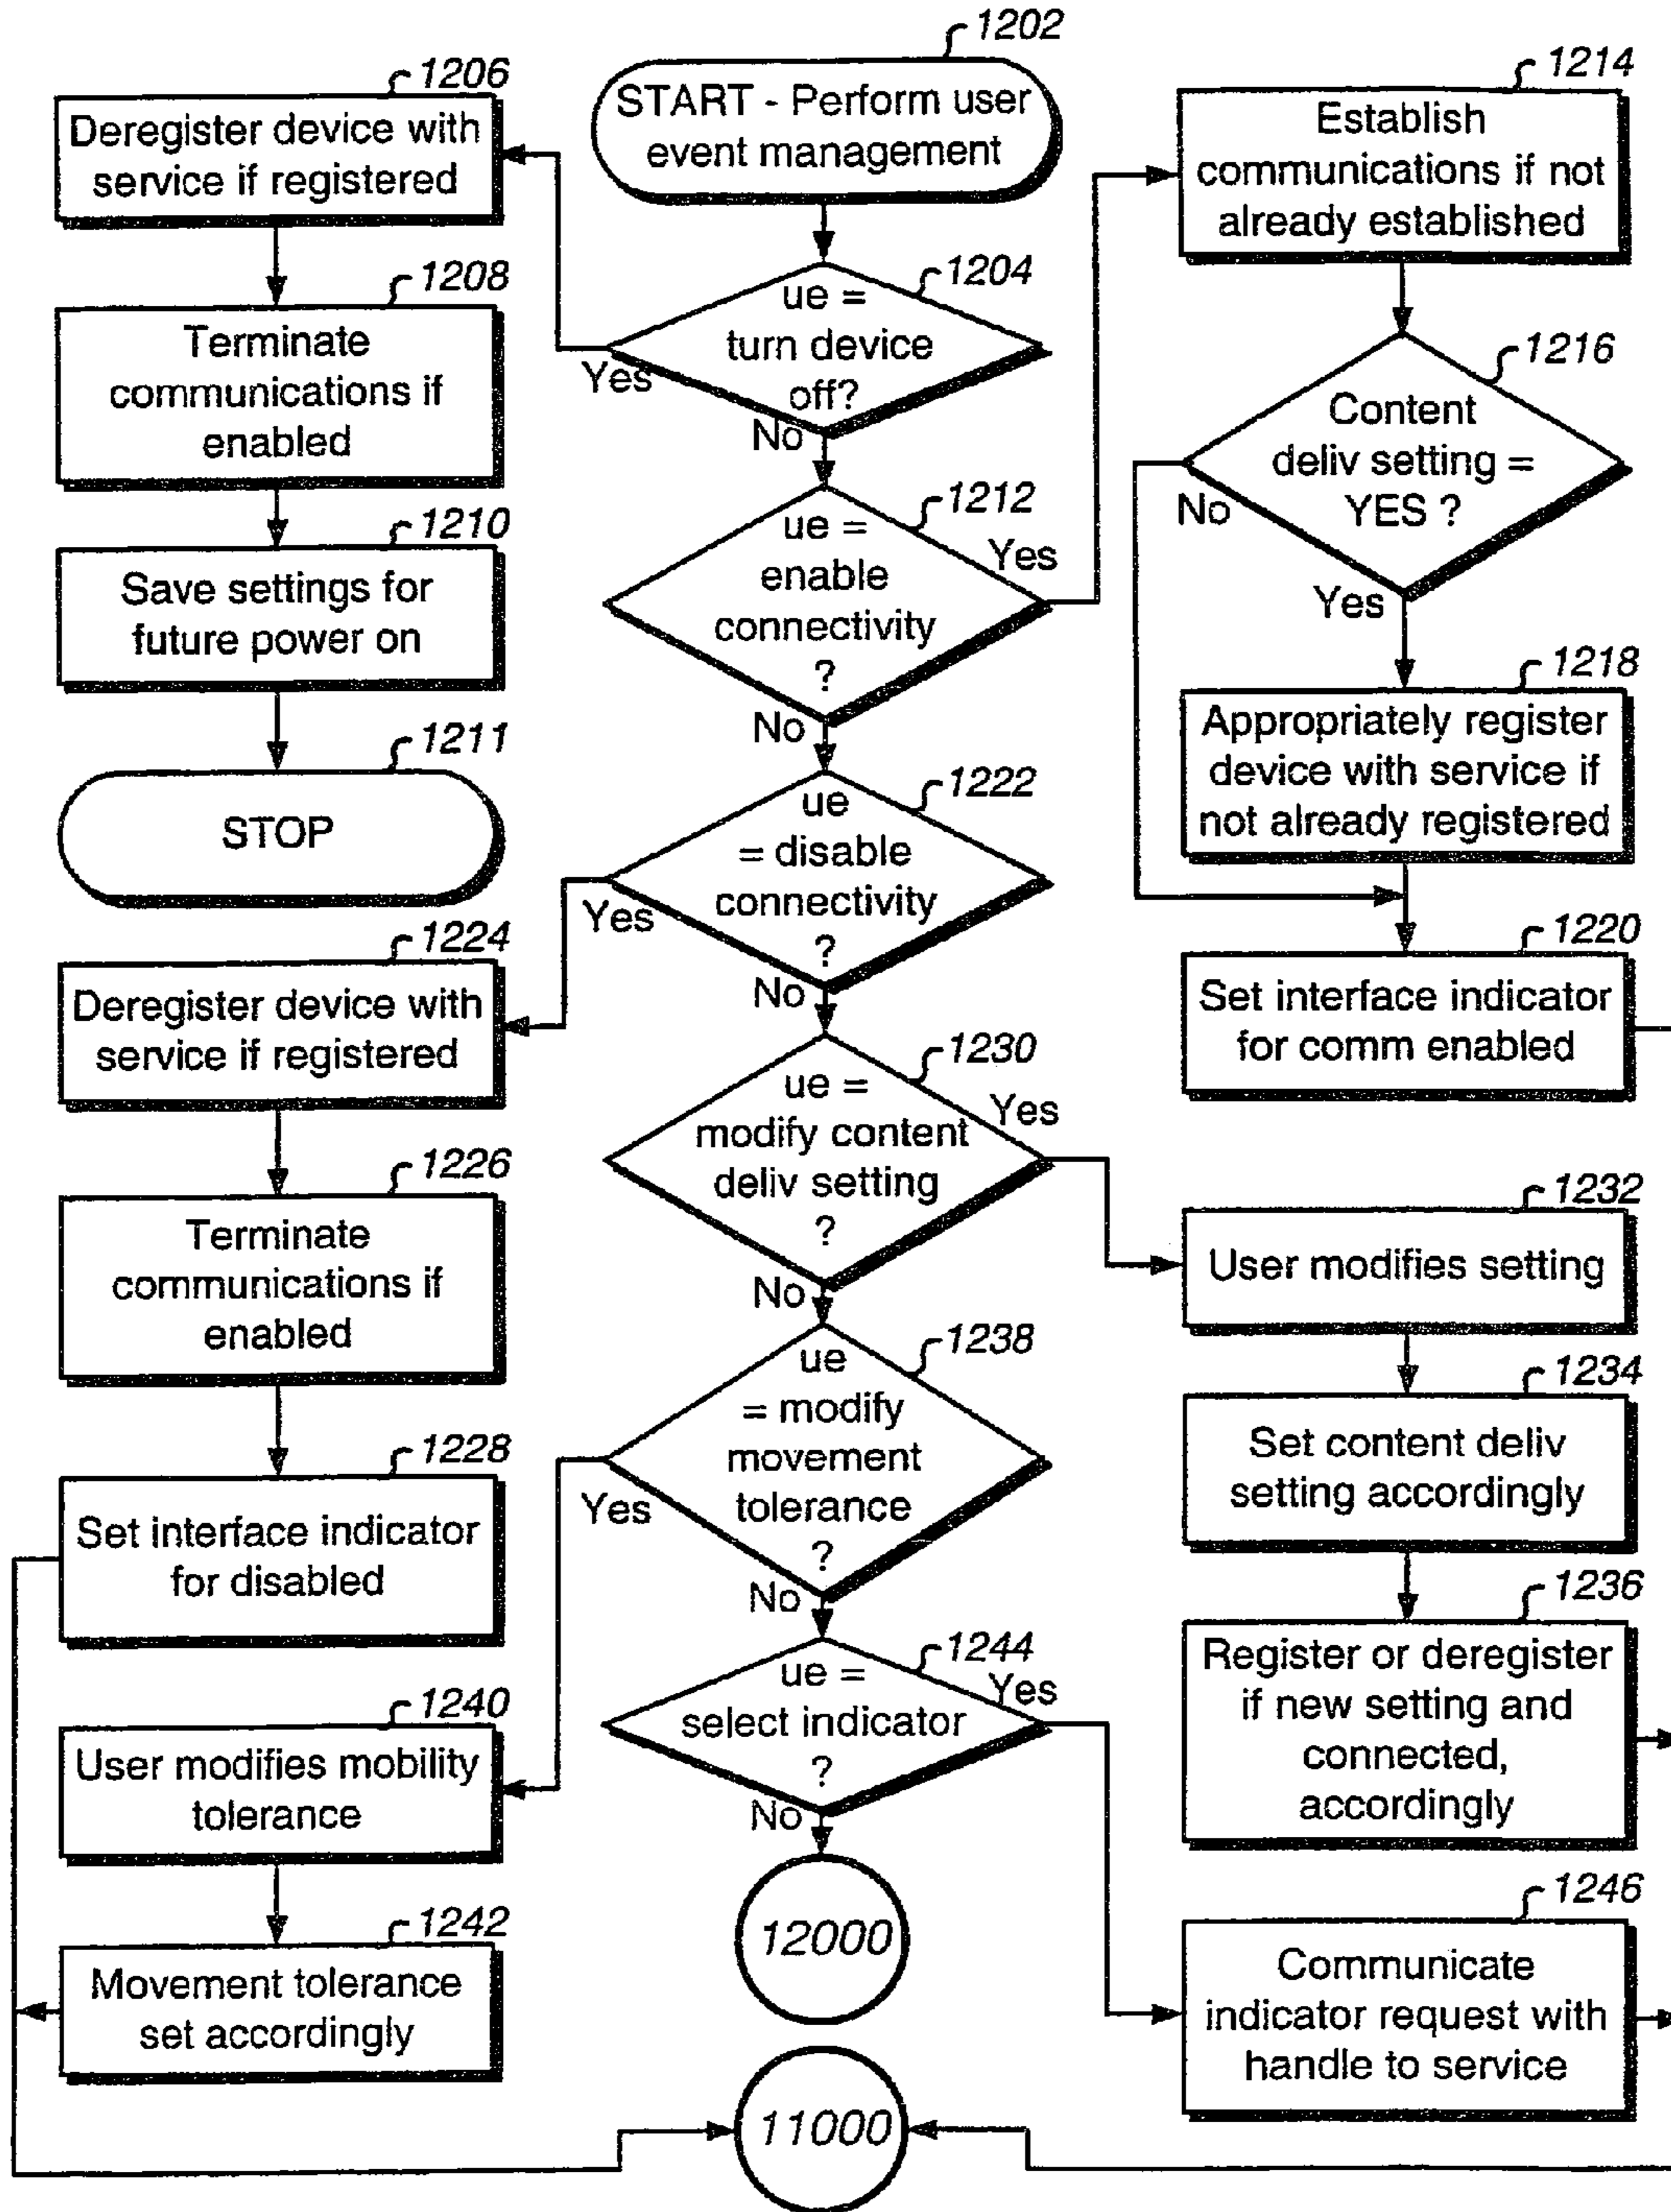 1202
START - Perform user
event management
1204
ue =
turn device
off?
Yes
No
1206
Deregister device with
service if registered
1208
Terminate
communications if
enabled
1210
Save settings for
future power on
1211
STOP
1212
ue =
enable
connectivity
?
Yes
No
1214
Establish
communications if not
already established
1216
Content
deliv setting =
YES ?
No
Yes
1218
Appropriately register
device with service if
not already registered
1220
Set interface indicator
for comm enabled
1222
ue
= disable
connectivity
?
Yes
No
1224
Deregister device with
service if registered
1226
Terminate
communications if
enabled
1228
Set interface indicator
for disabled
1230
ue =
modify content
deliv setting
?
Yes
No
1232
User modifies setting
1234
Set content deliv
setting accordingly
1236
Register or deregister
if new setting and
connected,
accordingly
1238
ue
= modify
movement
tolerance
?
Yes
No
1240
User modifies mobility
tolerance
1242
Movement tolerance
set accordingly
1244
ue =
select indicator
?
Yes
No
1246
Communicate
indicator request with
handle to service
12000
11000